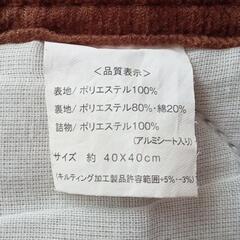 ＜品質表示＞
表地/ポリエステル100%
裏地/ポリエステル80%・綿20%
詰物/ポリエステル100%
(アルミシート入り)
サイズ 約 40X40cm
(キルティング加工製品許容範囲+5%・-3%)